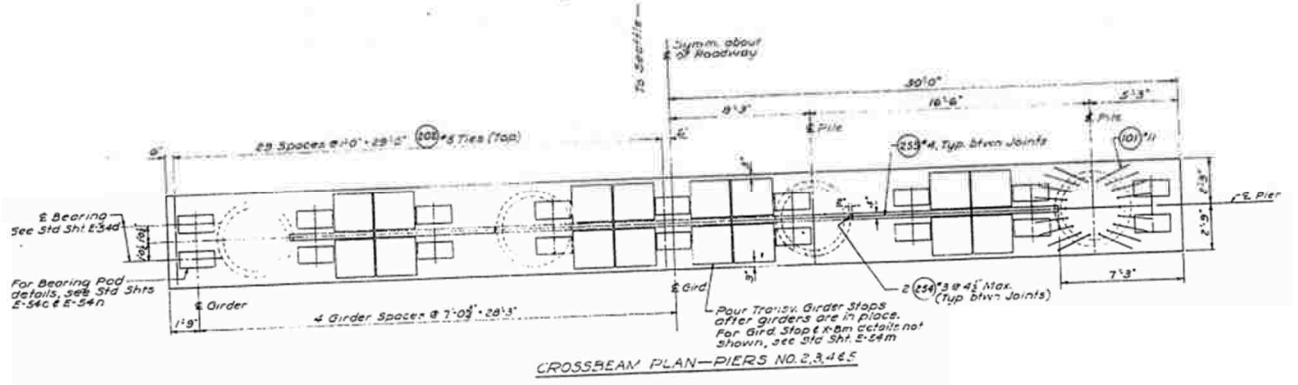 To Seattle
Symm. about
℄ of Roadway
30'-0"
8'-3"
16'-6"
5'-3"
℄ Pile
℄ Pile
29 Spaces @ 1'-0" = 29'-0" 202 #5 Ties (Top)
6"
255 #4, Typ. btwn Joints
101 #11
℄ Bearing
See Std Sht. E-54d
℄ Pier
2'-9"
2'-9"
For Bearing Pad
details, see Std Shts
E-54c & E-54n
℄ Girder
℄ Gird.
1'-9"
4 Girder Spaces @ 7'-0¾" = 28'-3"
7'-3"
2 254 #3 @ 4½" Max.
(Typ btwn Joints)
Pour Transv. Girder Stops
after girders are in place.
For Gird. Stop & X-Bm details not
shown, see Std Sht. E-54m
CROSSBEAM PLAN—PIERS NO. 2,3,4&5